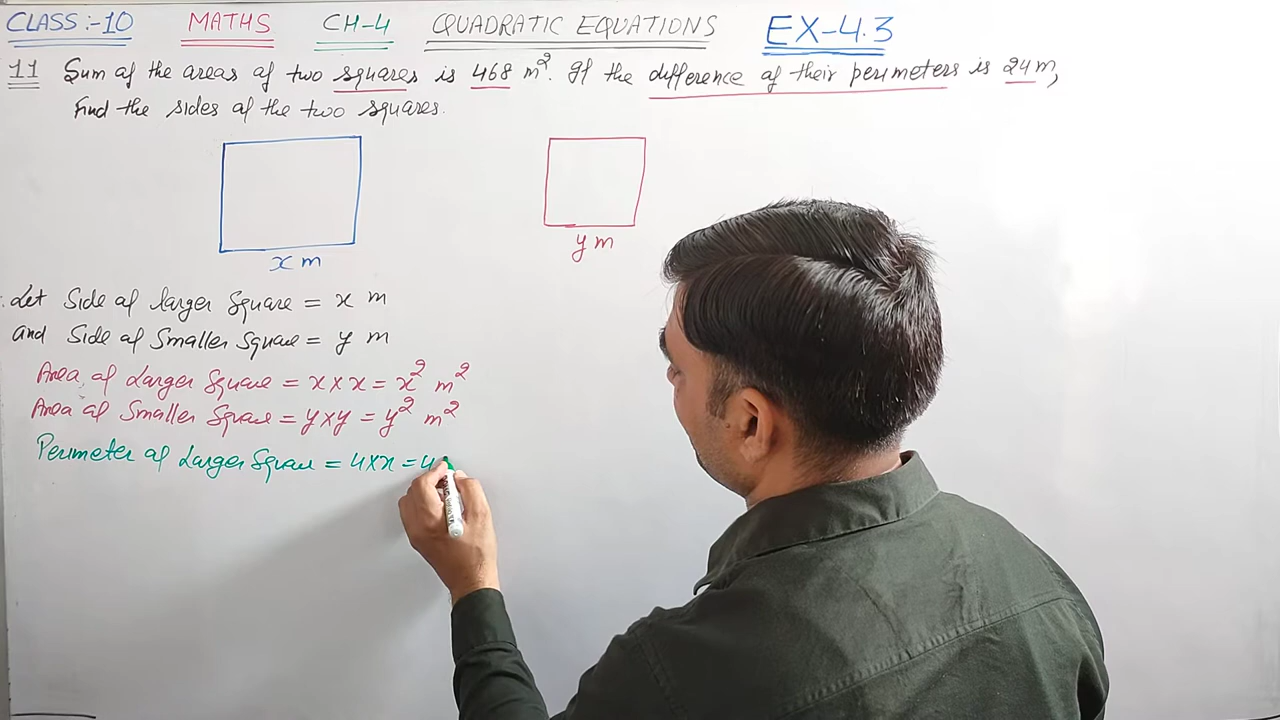 CLASS:-10 MATHS CH-4 QUADRATIC EQUATIONS EX-4.3
11 Sum of the areas of two squares is 468 m². If the difference of their perimeters is 24m,
find the sides of the two squares.
x m
y m
Let Side of larger Square = x m
and Side of Smaller Square = y m
Area of Larger Square = x × x = x² m²
Area of Smaller Square = y × y = y² m²
Perimeter of Larger Square = 4 × x = 4